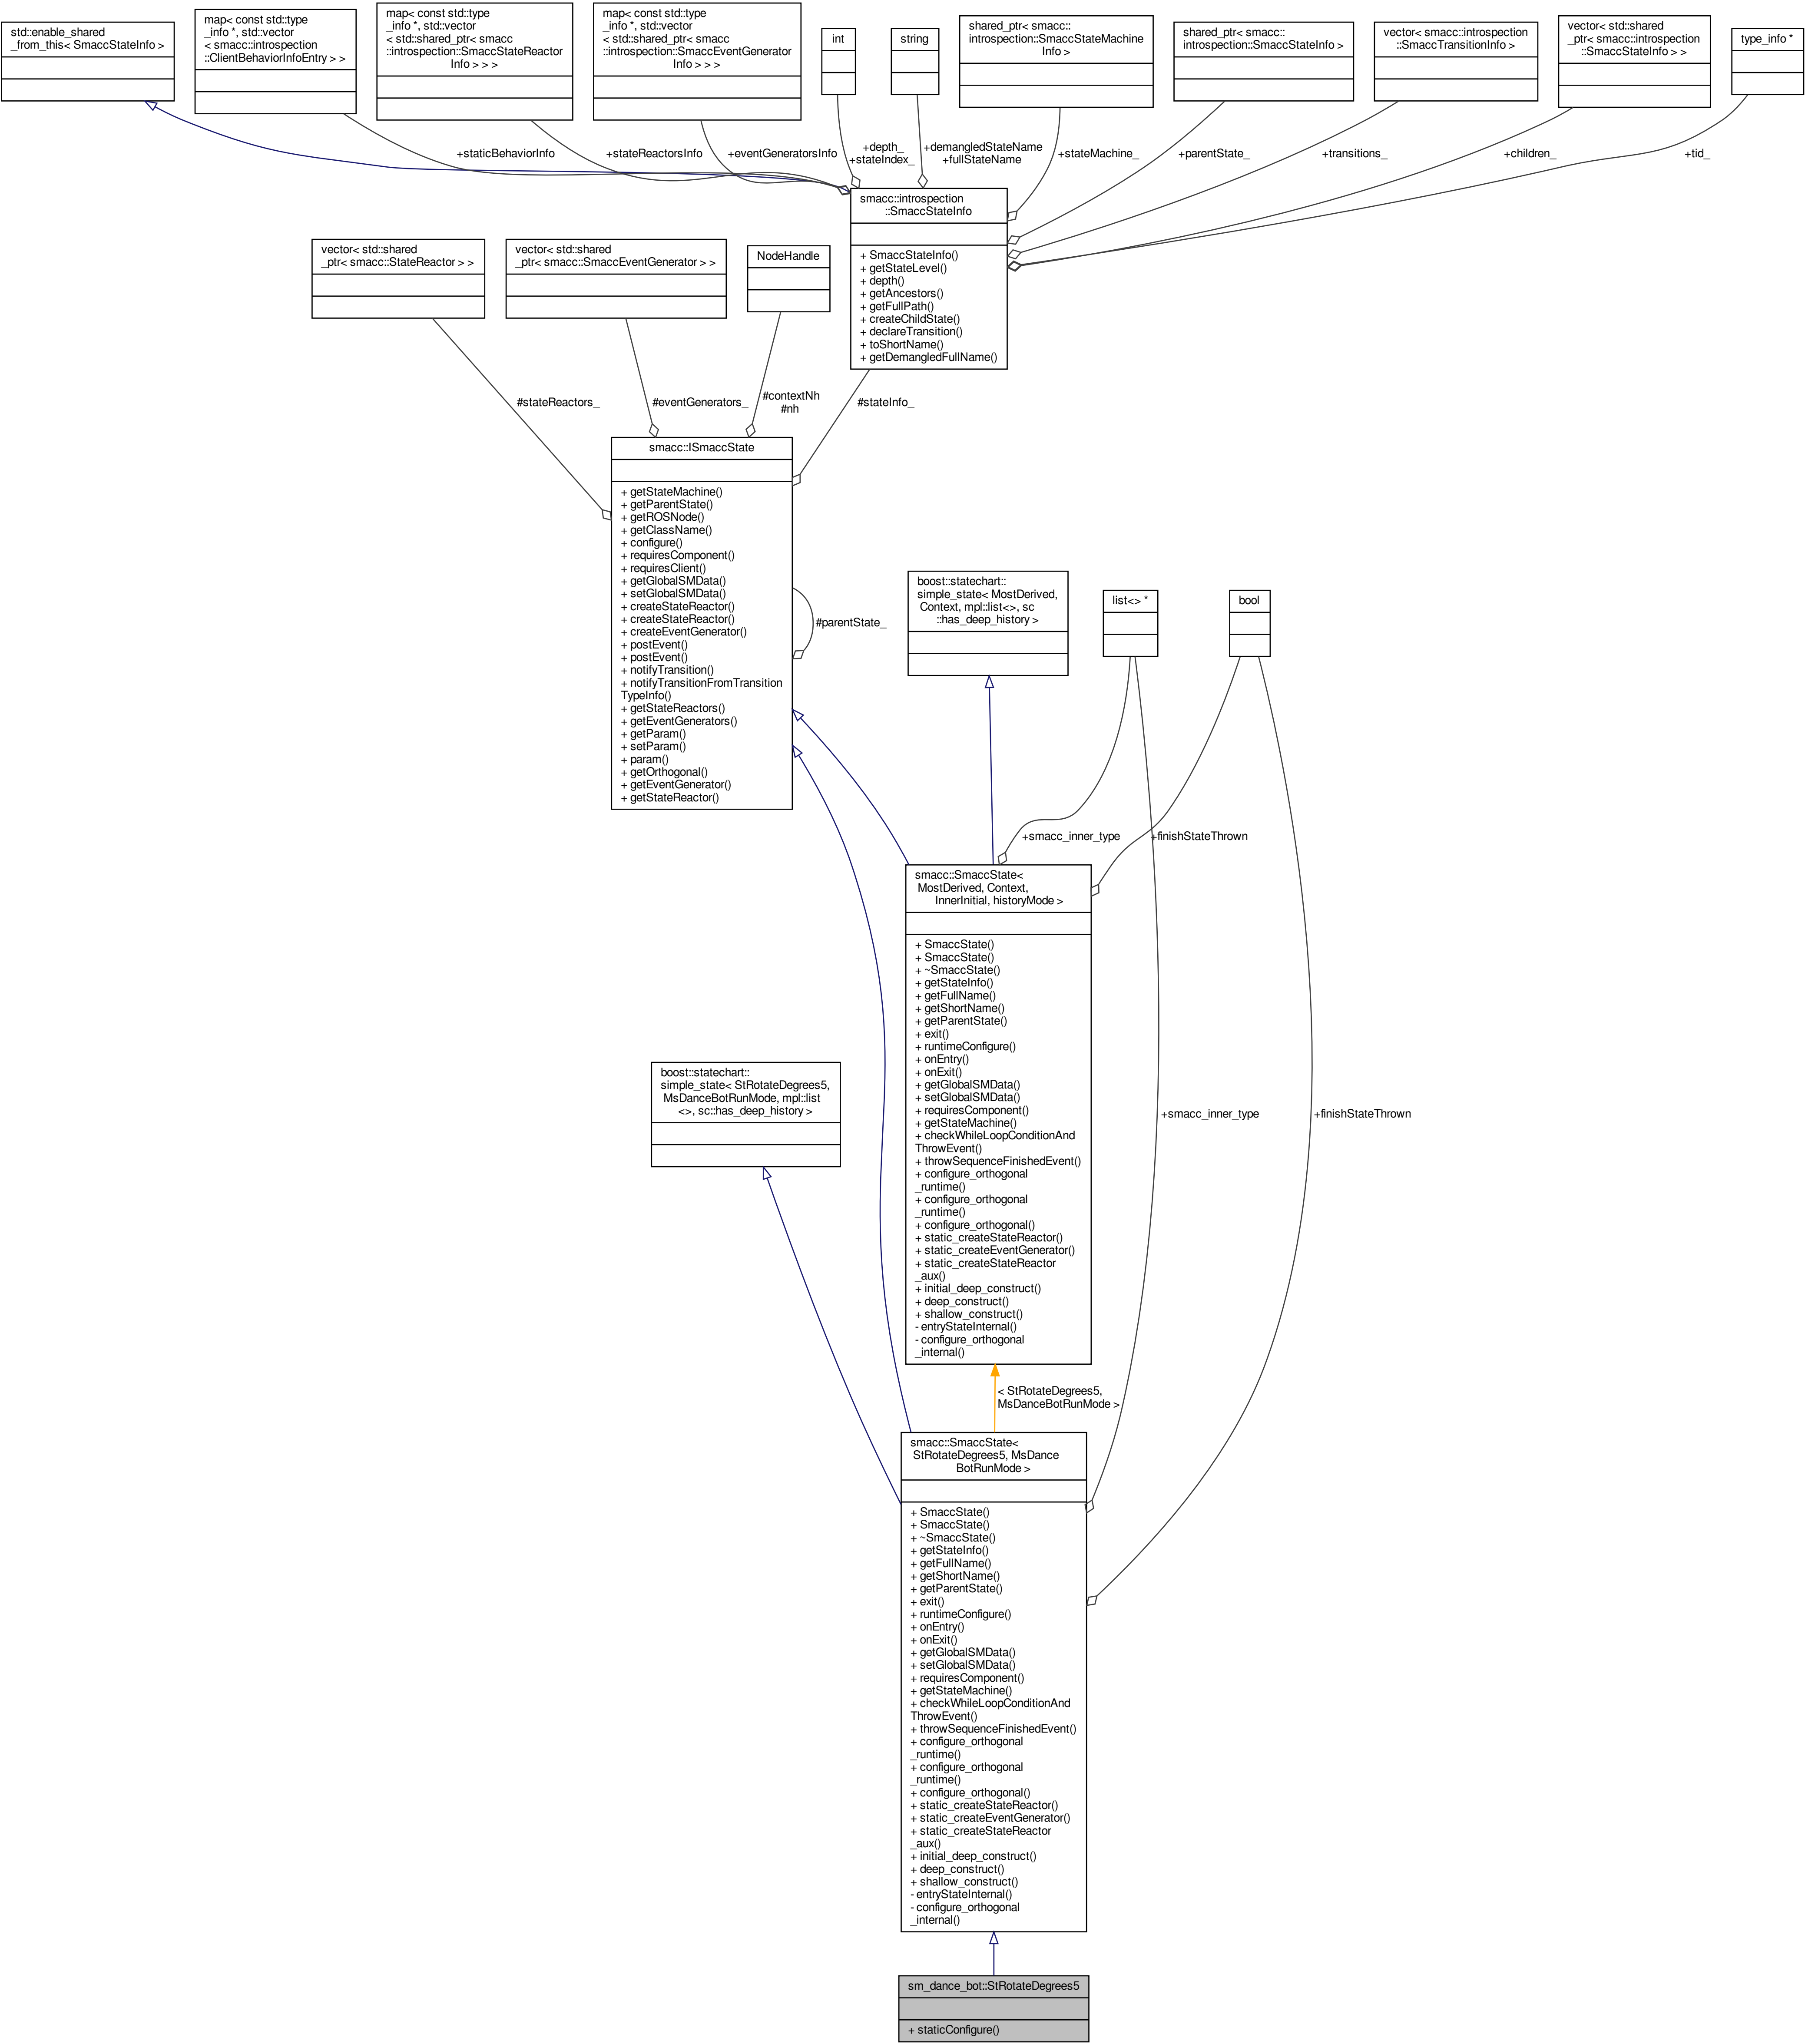 std::enable_shared
_from_this< SmaccStateInfo >
map< const std::type
_info *, std::vector
< smacc::introspection
::ClientBehaviorInfoEntry > >
map< const std::type
_info *, std::vector
< std::shared_ptr< smacc
::introspection::SmaccStateReactor
Info > > >
map< const std::type
_info *, std::vector
< std::shared_ptr< smacc
::introspection::SmaccEventGenerator
Info > > >
int
string
shared_ptr< smacc::
introspection::SmaccStateMachine
Info >
shared_ptr< smacc::
introspection::SmaccStateInfo >
vector< smacc::introspection
::SmaccTransitionInfo >
vector< std::shared
_ptr< smacc::introspection
::SmaccStateInfo > >
type_info *
+staticBehaviorInfo
+stateReactorsInfo
+eventGeneratorsInfo
+depth_
+stateIndex_
+demangledStateName
+fullStateName
+stateMachine_
+parentState_
+transitions_
+children_
+tid_
smacc::introspection
::SmaccStateInfo
+ SmaccStateInfo()
+ getStateLevel()
+ depth()
+ getAncestors()
+ getFullPath()
+ createChildState()
+ declareTransition()
+ toShortName()
+ getDemangledFullName()
vector< std::shared
_ptr< smacc::StateReactor > >
vector< std::shared
_ptr< smacc::SmaccEventGenerator > >
NodeHandle
#stateReactors_
#eventGenerators_
#contextNh
#nh
#stateInfo_
smacc::ISmaccState
+ getStateMachine()
+ getParentState()
+ getROSNode()
+ getClassName()
+ configure()
+ requiresComponent()
+ requiresClient()
+ getGlobalSMData()
+ setGlobalSMData()
+ createStateReactor()
+ createStateReactor()
+ createEventGenerator()
+ postEvent()
+ postEvent()
+ notifyTransition()
+ notifyTransitionFromTransition
TypeInfo()
+ getStateReactors()
+ getEventGenerators()
+ getParam()
+ setParam()
+ param()
+ getOrthogonal()
+ getEventGenerator()
+ getStateReactor()
#parentState_
boost::statechart::
simple_state< MostDerived,
Context, mpl::list<>, sc
::has_deep_history >
list<> *
bool
+smacc_inner_type
+finishStateThrown
smacc::SmaccState<
MostDerived, Context,
InnerInitial, historyMode >
+ SmaccState()
+ SmaccState()
+ ~SmaccState()
+ getStateInfo()
+ getFullName()
+ getShortName()
+ getParentState()
+ exit()
+ runtimeConfigure()
+ onEntry()
+ onExit()
+ getGlobalSMData()
+ setGlobalSMData()
+ requiresComponent()
+ getStateMachine()
+ checkWhileLoopConditionAnd
ThrowEvent()
+ throwSequenceFinishedEvent()
+ configure_orthogonal
_runtime()
+ configure_orthogonal
_runtime()
+ configure_orthogonal()
+ static_createStateReactor()
+ static_createEventGenerator()
+ static_createStateReactor
_aux()
+ initial_deep_construct()
+ deep_construct()
+ shallow_construct()
- entryStateInternal()
- configure_orthogonal
_internal()
boost::statechart::
simple_state< StRotateDegrees5,
MsDanceBotRunMode, mpl::list
<>, sc::has_deep_history >
+smacc_inner_type
+finishStateThrown
< StRotateDegrees5,
MsDanceBotRunMode >
smacc::SmaccState<
StRotateDegrees5, MsDance
BotRunMode >
+ SmaccState()
+ SmaccState()
+ ~SmaccState()
+ getStateInfo()
+ getFullName()
+ getShortName()
+ getParentState()
+ exit()
+ runtimeConfigure()
+ onEntry()
+ onExit()
+ getGlobalSMData()
+ setGlobalSMData()
+ requiresComponent()
+ getStateMachine()
+ checkWhileLoopConditionAnd
ThrowEvent()
+ throwSequenceFinishedEvent()
+ configure_orthogonal
_runtime()
+ configure_orthogonal
_runtime()
+ configure_orthogonal()
+ static_createStateReactor()
+ static_createEventGenerator()
+ static_createStateReactor
_aux()
+ initial_deep_construct()
+ deep_construct()
+ shallow_construct()
- entryStateInternal()
- configure_orthogonal
_internal()
sm_dance_bot::StRotateDegrees5
+ staticConfigure()